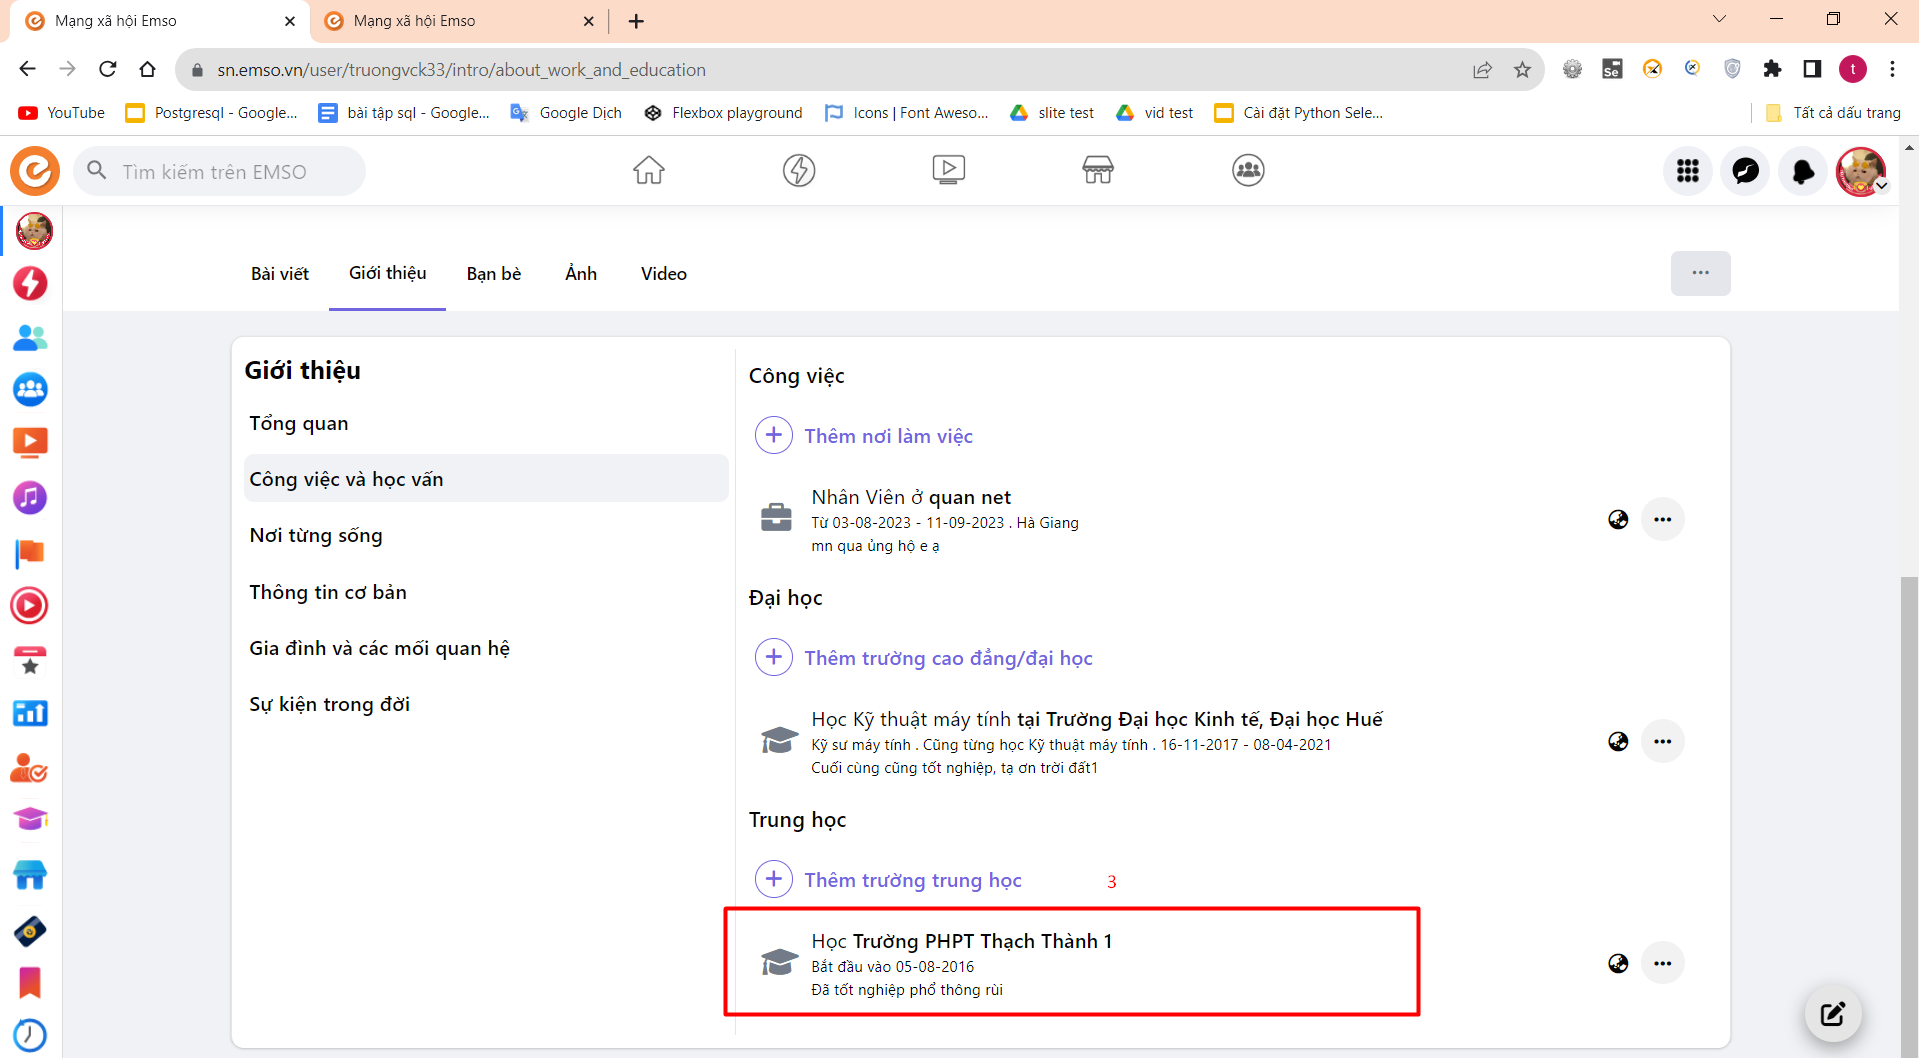 Mạng xã hội Emso
Mạng xã hội Emso
sn.emso.vn/user/truongvck33/intro/about_work_and_education
Se
t
YouTube
Postgresql - Google...
bài tập sql - Google...
Google Dịch
Flexbox playground
Icons | Font Aweso...
slite test
vid test
Cài đặt Python Sele...
Tất cả dấu trang
Tìm kiếm trên EMSO
Bài viết
Giới thiệu
Bạn bè
Ảnh
Video
Giới thiệu
Tổng quan
Công việc và học vấn
Nơi từng sống
Thông tin cơ bản
Gia đình và các mối quan hệ
Sự kiện trong đời
Công việc
Thêm nơi làm việc
Nhân Viên ở quan net
Từ 03-08-2023 - 11-09-2023 . Hà Giang
mn qua ủng hộ e ạ
Đại học
Thêm trường cao đẳng/đại học
Học Kỹ thuật máy tính tại Trường Đại học Kinh tế, Đại học Huế
Kỹ sư máy tính . Cũng từng học Kỹ thuật máy tính . 16-11-2017 - 08-04-2021
Cuối cùng cũng tốt nghiệp, tạ ơn trời đất1
Trung học
Thêm trường trung học
3
Học Trường PHPT Thạch Thành 1
Bắt đầu vào 05-08-2016
Đã tốt nghiệp phổ thông rùi